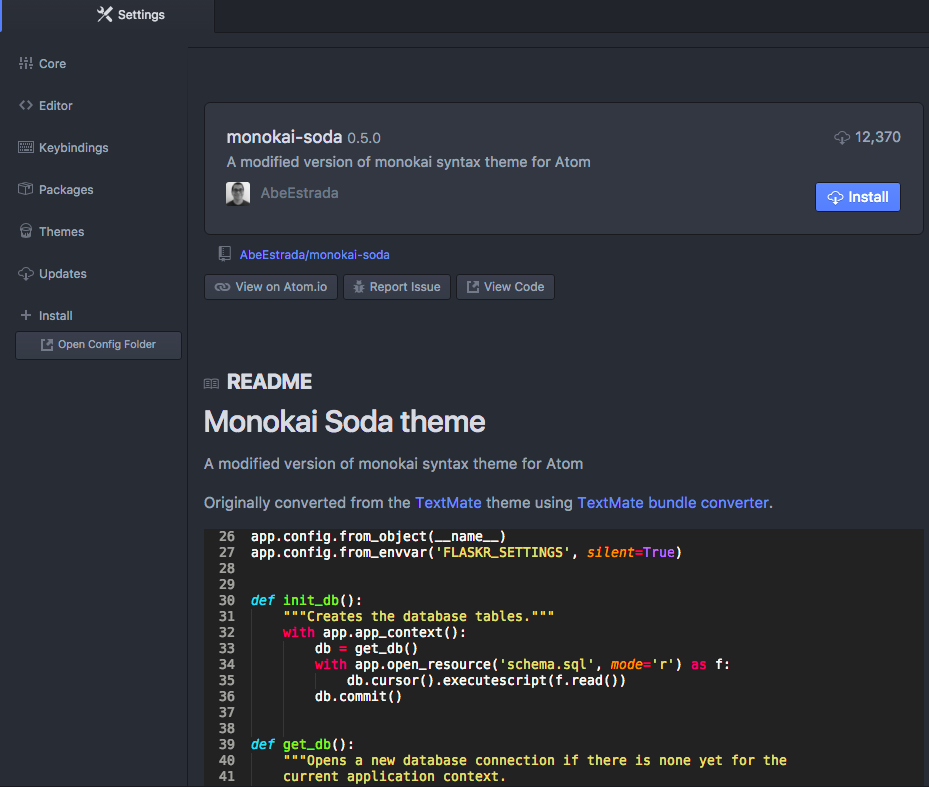 Settings
Core
Editor
Keybindings
Packages
Themes
Updates
Install
Open Config Folder
monokai-soda 0.5.0
12,370
A modified version of monokai syntax theme for Atom
AbeEstrada
Install
AbeEstrada/monokai-soda
View on Atom.io
Report Issue
View Code
README
Monokai Soda theme
A modified version of monokai syntax theme for Atom
Originally converted from the TextMate theme using TextMate bundle converter.
26 app.config.from_object(__name__)
27 app.config.from_envvar('FLASKR_SETTINGS', silent=True)
28
29
30 def init_db():
31     """Creates the database tables."""
32     with app.app_context():
33         db = get_db()
34         with app.open_resource('schema.sql', mode='r') as f:
35             db.cursor().executescript(f.read())
36         db.commit()
37
38
39 def get_db():
40     """Opens a new database connection if there is none yet for the
41     current application context.